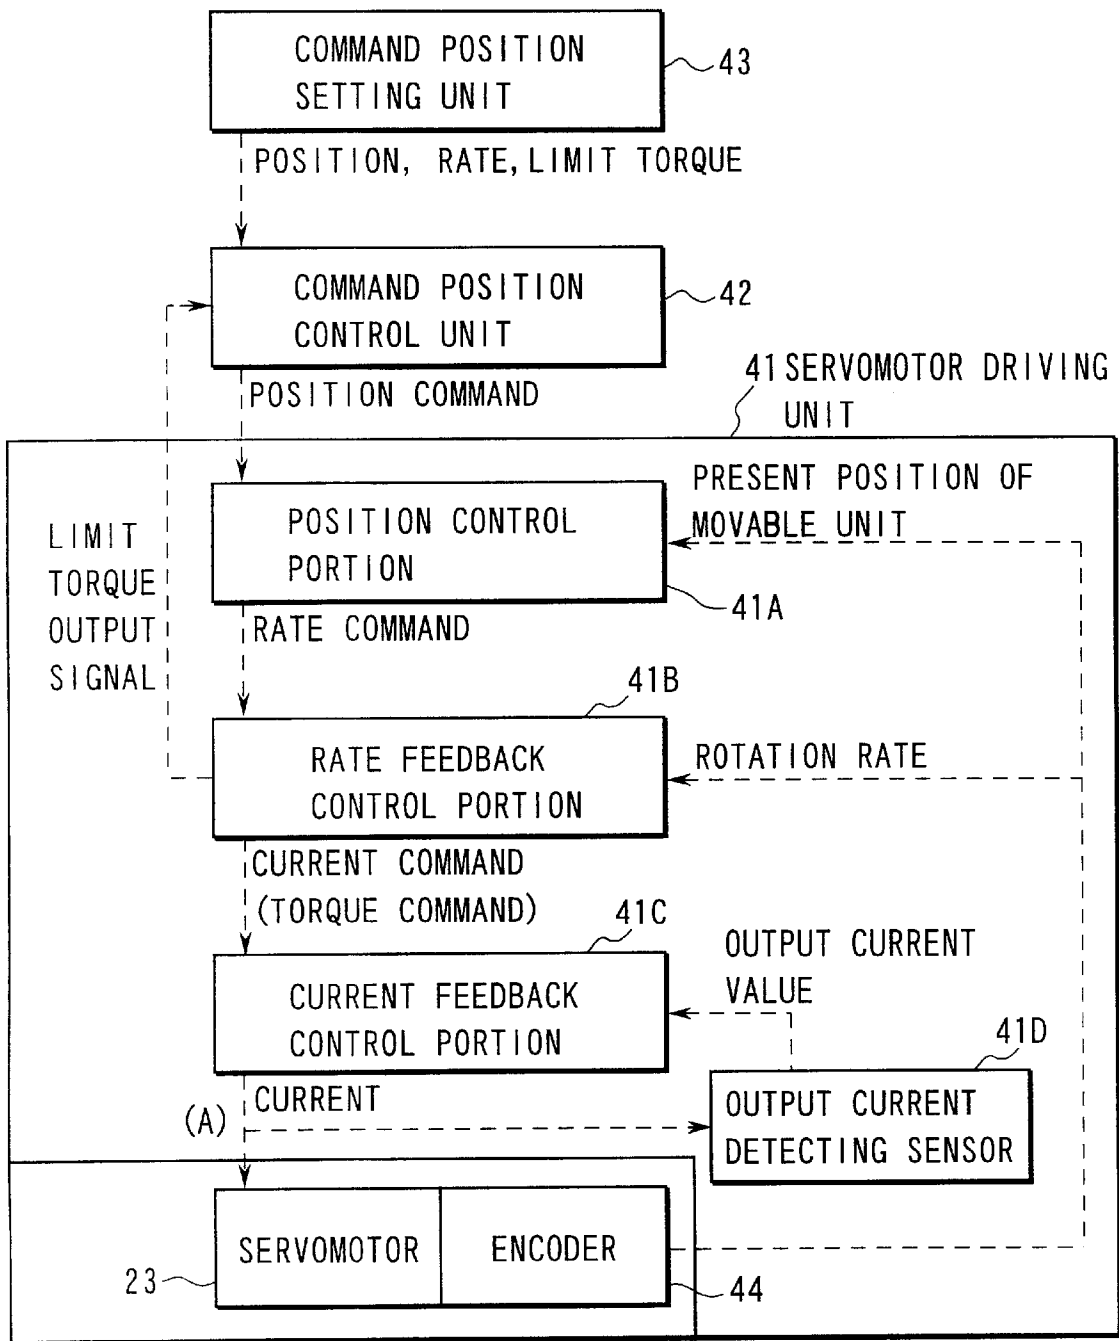 COMMAND POSITION
SETTING UNIT
43
POSITION, RATE, LIMIT TORQUE
COMMAND POSITION
CONTROL UNIT
42
POSITION COMMAND
41 SERVOMOTOR DRIVING
UNIT
LIMIT
TORQUE
OUTPUT
SIGNAL
POSITION CONTROL
PORTION
PRESENT POSITION OF
MOVABLE UNIT
41A
RATE COMMAND
41B
RATE FEEDBACK
CONTROL PORTION
ROTATION RATE
CURRENT COMMAND
(TORQUE COMMAND)
41C
CURRENT FEEDBACK
CONTROL PORTION
OUTPUT CURRENT
VALUE
41D
(A)
CURRENT
OUTPUT CURRENT
DETECTING SENSOR
SERVOMOTOR
ENCODER
23
44